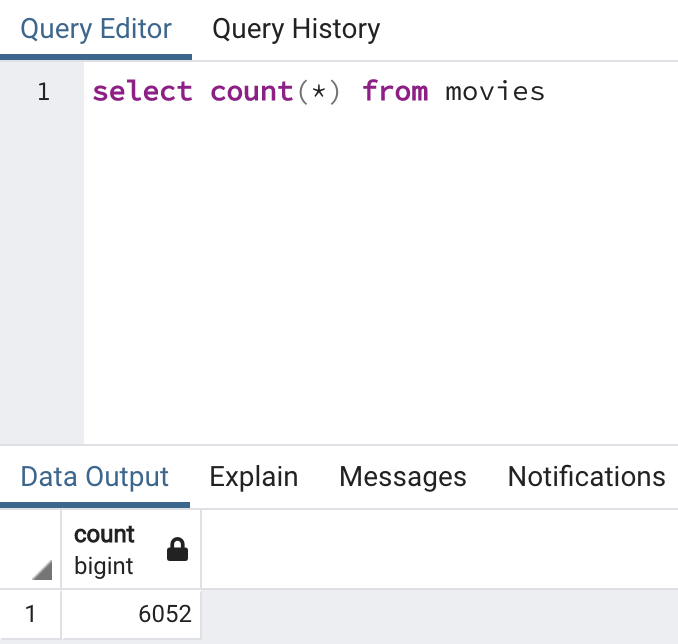 Query Editor Query History
1 select count(*) from movies
Data Output Explain Messages Notifications
count
bigint
1 6052